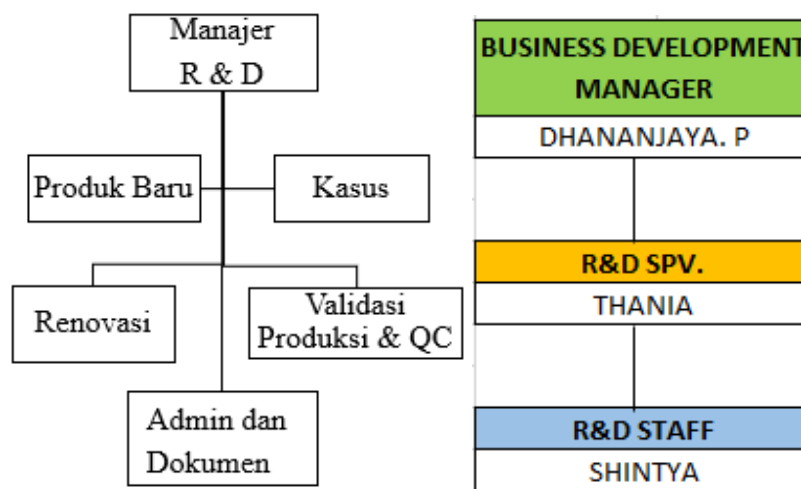 Manajer
R & D
Produk Baru
Kasus
Renovasi
Validasi
Produksi & QC
Admin dan
Dokumen
BUSINESS DEVELOPMENT
MANAGER
DHANANJAYA. P
R&D SPV.
THANIA
R&D STAFF
SHINTYA